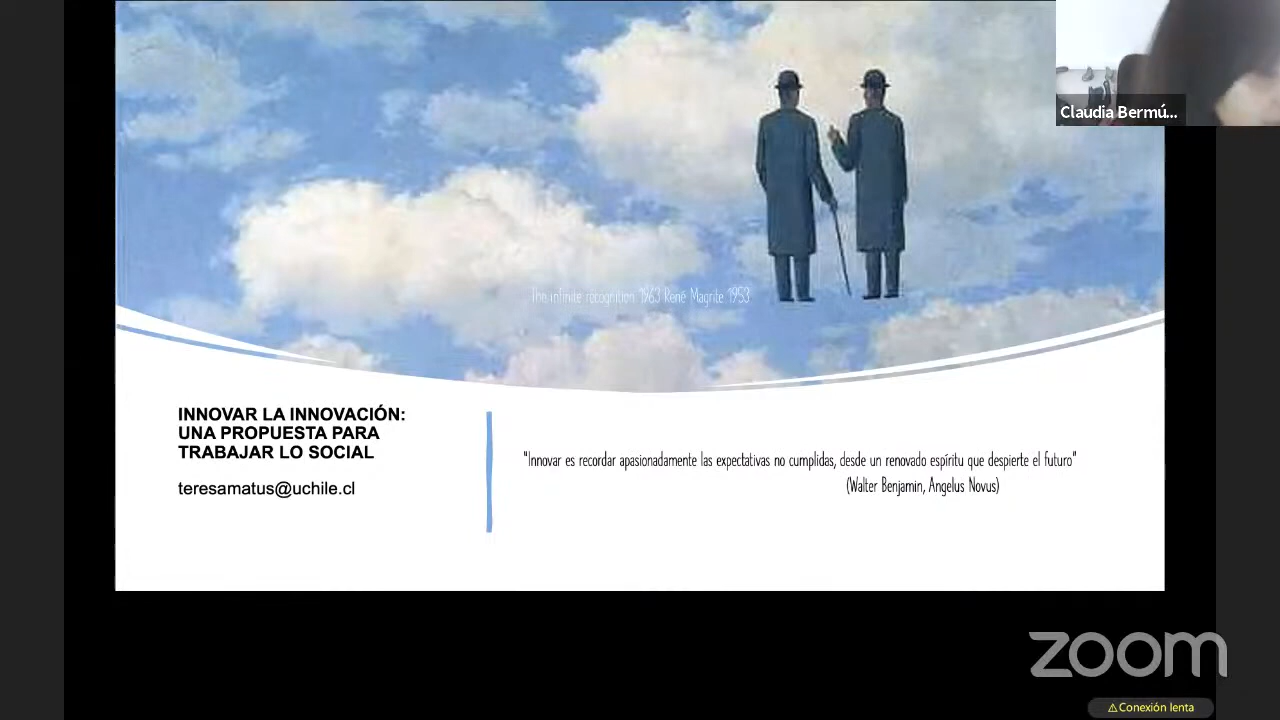 Claudia Bermú...
The infinite recognition 1963 René Magrite 1953
INNOVAR LA INNOVACIÓN:
UNA PROPUESTA PARA
TRABAJAR LO SOCIAL
teresamatus@uchile.cl
"Innovar es recordar apasionadamente las expectativas no cumplidas, desde un renovado espíritu que despierte el futuro"
(Walter Benjamin, Angelus Novus)
zoom
⚠Conexión lenta